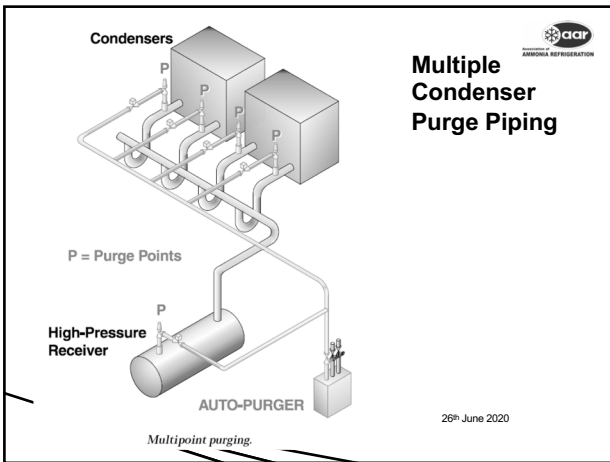 Condensers
aar
Association of
AMMONIA REFRIGERATION
Multiple
Condenser
Purge Piping
P
P
P
P
P = Purge Points
P
High-Pressure
Receiver
AUTO-PURGER
26th June 2020
Multipoint purging.